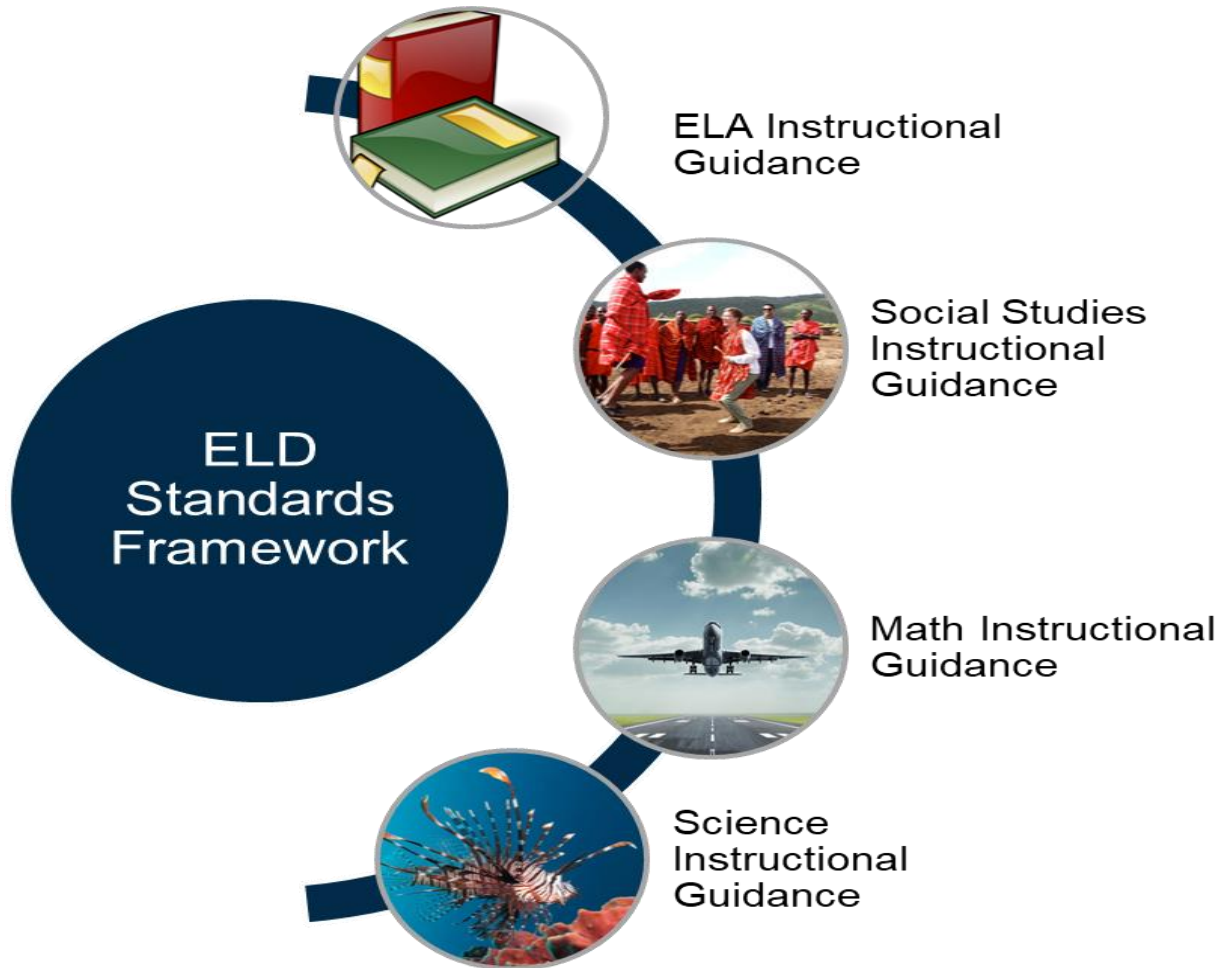 ELA Instructional
Guidance
Social Studies
Instructional
Guidance
ELD
Standards
Framework
Math Instructional
Guidance
Science
Instructional
Guidance